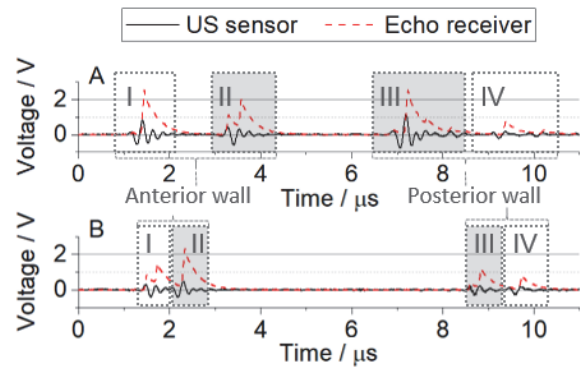 US sensor Echo receiver
A
I II III IV
Voltage / V
2
0
0 2 4 6 8 10
Anterior wall Time / μs Posterior wall
B
I II III IV
Voltage / V
2
0
0 2 4 6 8 10
Time / μs